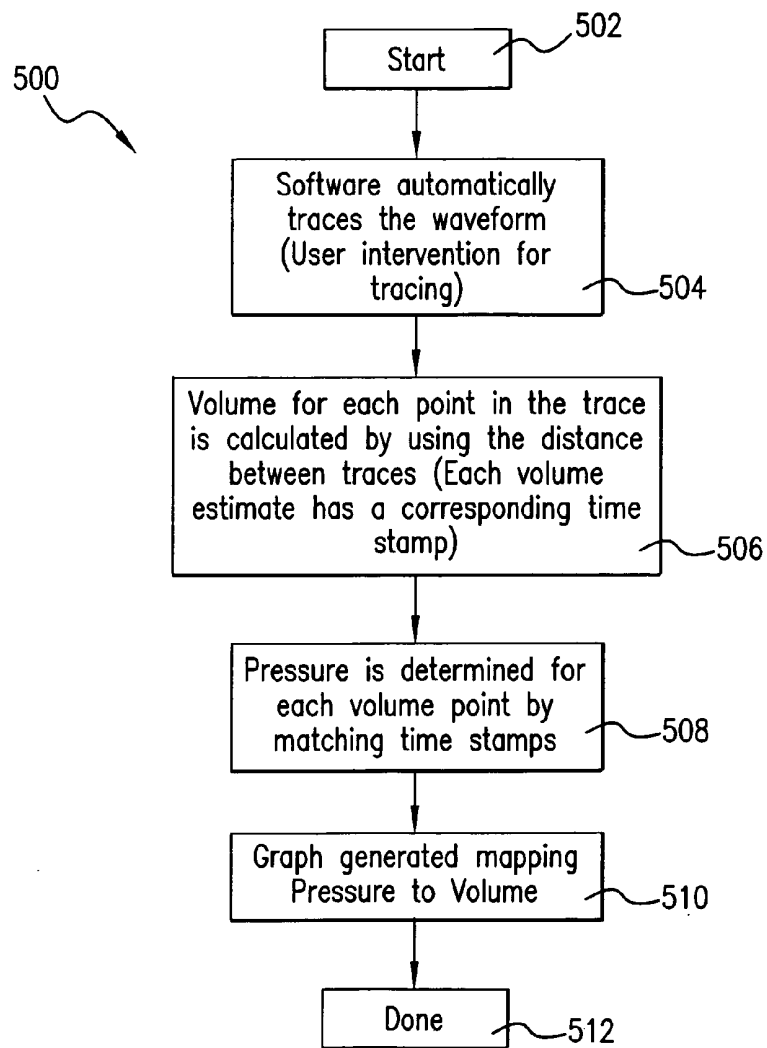 500
502
Start
Software automatically
traces the waveform
(User intervention for
tracing)
504
Volume for each point in the trace
is calculated by using the distance
between traces (Each volume
estimate has a corresponding time
stamp)
506
Pressure is determined for
each volume point by
matching time stamps
508
Graph generated mapping
Pressure to Volume
510
Done
512